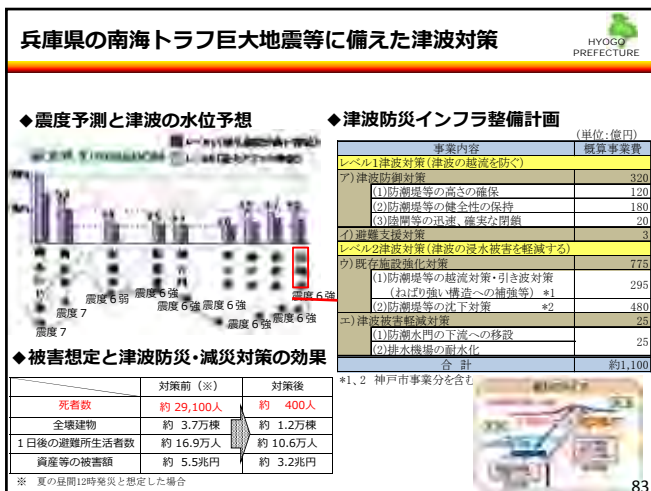 兵庫県の南海トラフ巨大地震等に備えた津波対策
HYOGO
PREFECTURE
◆震度予測と津波の水位予想
震度7
震度7
震度6弱
震度6強
震度6強
震度6強
震度6強
震度6強
震度6強
震度6強
◆津波防災インフラ整備計画
(単位:億円)
事業内容 概算事業費
レベル1津波対策(津波の越流を防ぐ)
ア)津波防御対策 320
(1)防潮堤等の高さの確保 120
(2)防潮堤等の健全性の保持 180
(3)陸閘等の迅速、確実な閉鎖 20
イ)避難支援対策 3
レベル2津波対策(津波の浸水被害を軽減する)
ウ)既存施設強化対策 775
(1)防潮堤等の越流対策・引き波対策
(ねばり強い構造への補強等) *1 295
(2)防潮堤等の沈下対策 *2 480
エ)津波被害軽減対策 25
(1)防潮水門の下流への移設
(2)排水機場の耐水化 25
合 計 約1,100
*1、2 神戸市事業分を含む
◆被害想定と津波防災・減災対策の効果
対策前(※) 対策後
死者数 約 29,100人 約 400人
全壊建物 約 3.7万棟 約 1.2万棟
1日後の避難所生活者数 約 16.9万人 約 10.6万人
資産等の被害額 約 5.5兆円 約 3.2兆円
※ 夏の昼間12時発災と想定した場合
83